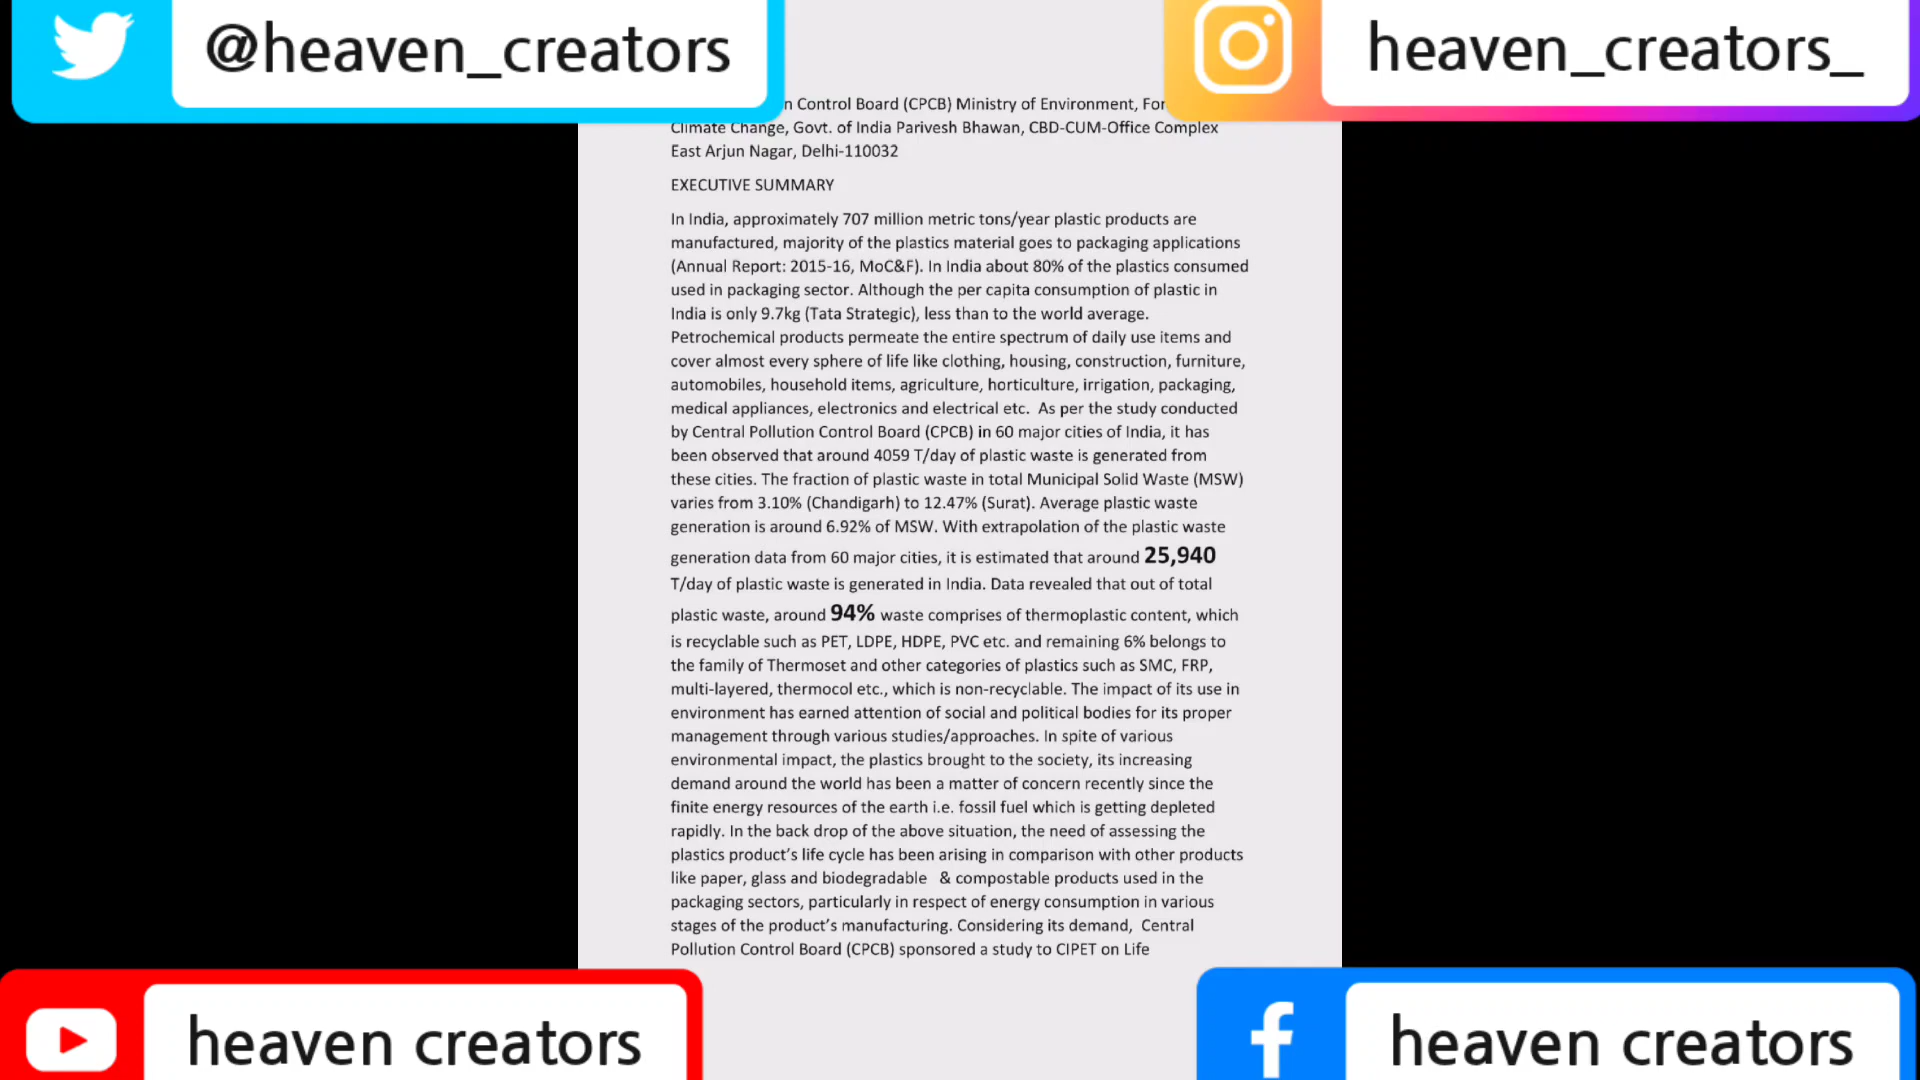 @heaven_creators
heaven_creators_
n Control Board (CPCB) Ministry of Environment, For
Climate Change, Govt. of India Parivesh Bhawan, CBD-CUM-Office Complex
East Arjun Nagar, Delhi-110032
EXECUTIVE SUMMARY
In India, approximately 707 million metric tons/year plastic products are
manufactured, majority of the plastics material goes to packaging applications
(Annual Report: 2015-16, MoC&F). In India about 80% of the plastics consumed
used in packaging sector. Although the per capita consumption of plastic in
India is only 9.7kg (Tata Strategic), less than to the world average.
Petrochemical products permeate the entire spectrum of daily use items and
cover almost every sphere of life like clothing, housing, construction, furniture,
automobiles, household items, agriculture, horticulture, irrigation, packaging,
medical appliances, electronics and electrical etc. As per the study conducted
by Central Pollution Control Board (CPCB) in 60 major cities of India, it has
been observed that around 4059 T/day of plastic waste is generated from
these cities. The fraction of plastic waste in total Municipal Solid Waste (MSW)
varies from 3.10% (Chandigarh) to 12.47% (Surat). Average plastic waste
generation is around 6.92% of MSW. With extrapolation of the plastic waste
generation data from 60 major cities, it is estimated that around 25,940
T/day of plastic waste is generated in India. Data revealed that out of total
plastic waste, around 94% waste comprises of thermoplastic content, which
is recyclable such as PET, LDPE, HDPE, PVC etc. and remaining 6% belongs to
the family of Thermoset and other categories of plastics such as SMC, FRP,
multi-layered, thermocol etc., which is non-recyclable. The impact of its use in
environment has earned attention of social and political bodies for its proper
management through various studies/approaches. In spite of various
environmental impact, the plastics brought to the society, its increasing
demand around the world has been a matter of concern recently since the
finite energy resources of the earth i.e. fossil fuel which is getting depleted
rapidly. In the back drop of the above situation, the need of assessing the
plastics product's life cycle has been arising in comparison with other products
like paper, glass and biodegradable & compostable products used in the
packaging sectors, particularly in respect of energy consumption in various
stages of the product's manufacturing. Considering its demand, Central
Pollution Control Board (CPCB) sponsored a study to CIPET on Life
heaven creators
heaven creators